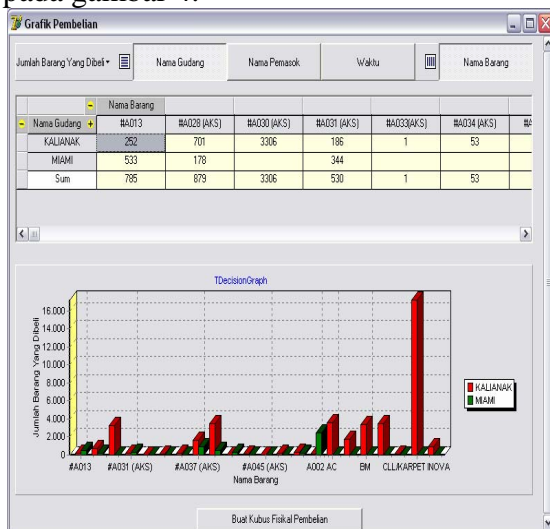 pada gambar 4.
Grafik Pembelian
Jumlah Barang Yang Dibeli Nama Gudang Nama Pemasok Waktu Nama Barang
Nama Barang
Nama Gudang #A013 #A028 (AKS) #A030 (AKS) #A031 (AKS) #A033(AKS) #A034 (AKS)
KALIANAK 252 701 3306 186 1 53
MIAMI 533 178 344
Sum 785 879 3306 530 1 53
TDecisionGraph
16.000
14.000
12.000
10.000
8.000
6.000
4.000
2.000
0
Jumlah Barang Yang Dibeli
KALIANAK
MIAMI
#A013 #A031 (AKS) #A037 (AKS) #A045 (AKS) A002 AC BM CLL/KARPET INOVA
Nama Barang
Buat Kubus Fisikal Pembelian